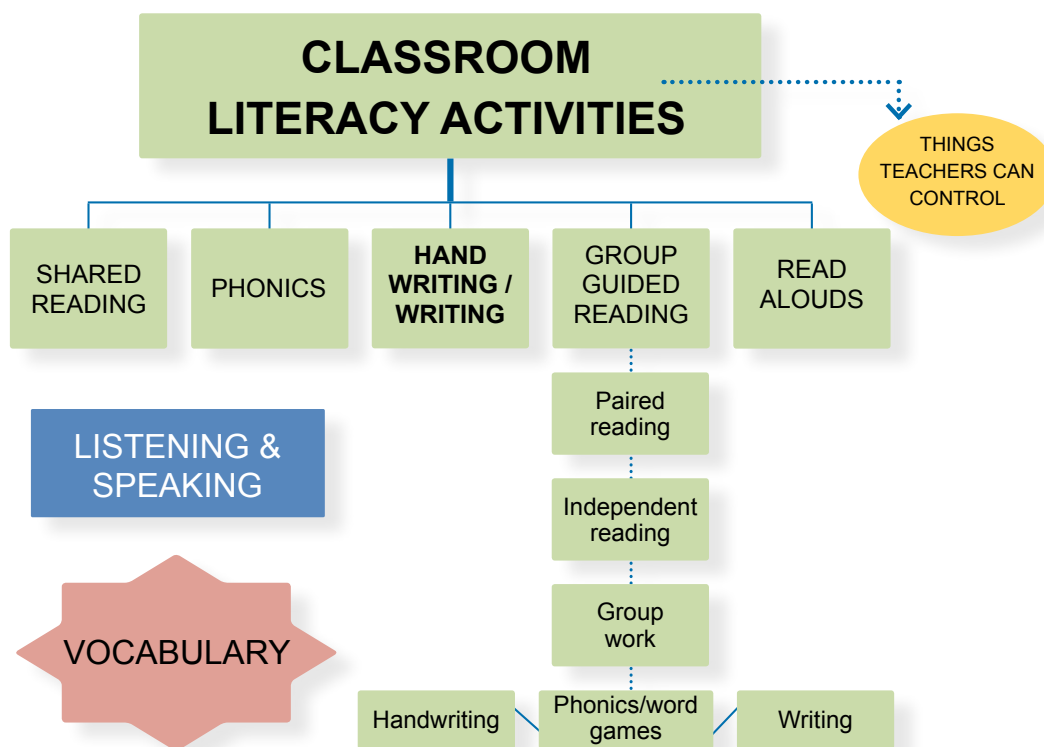 CLASSROOM
LITERACY ACTIVITIES
THINGS
TEACHERS CAN
CONTROL
SHARED
READING
PHONICS
HAND
WRITING /
WRITING
GROUP
GUIDED
READING
READ
ALOUDS
Paired
reading
LISTENING &
SPEAKING
Independent
reading
Group
work
VOCABULARY
Handwriting
Phonics/word
games
Writing